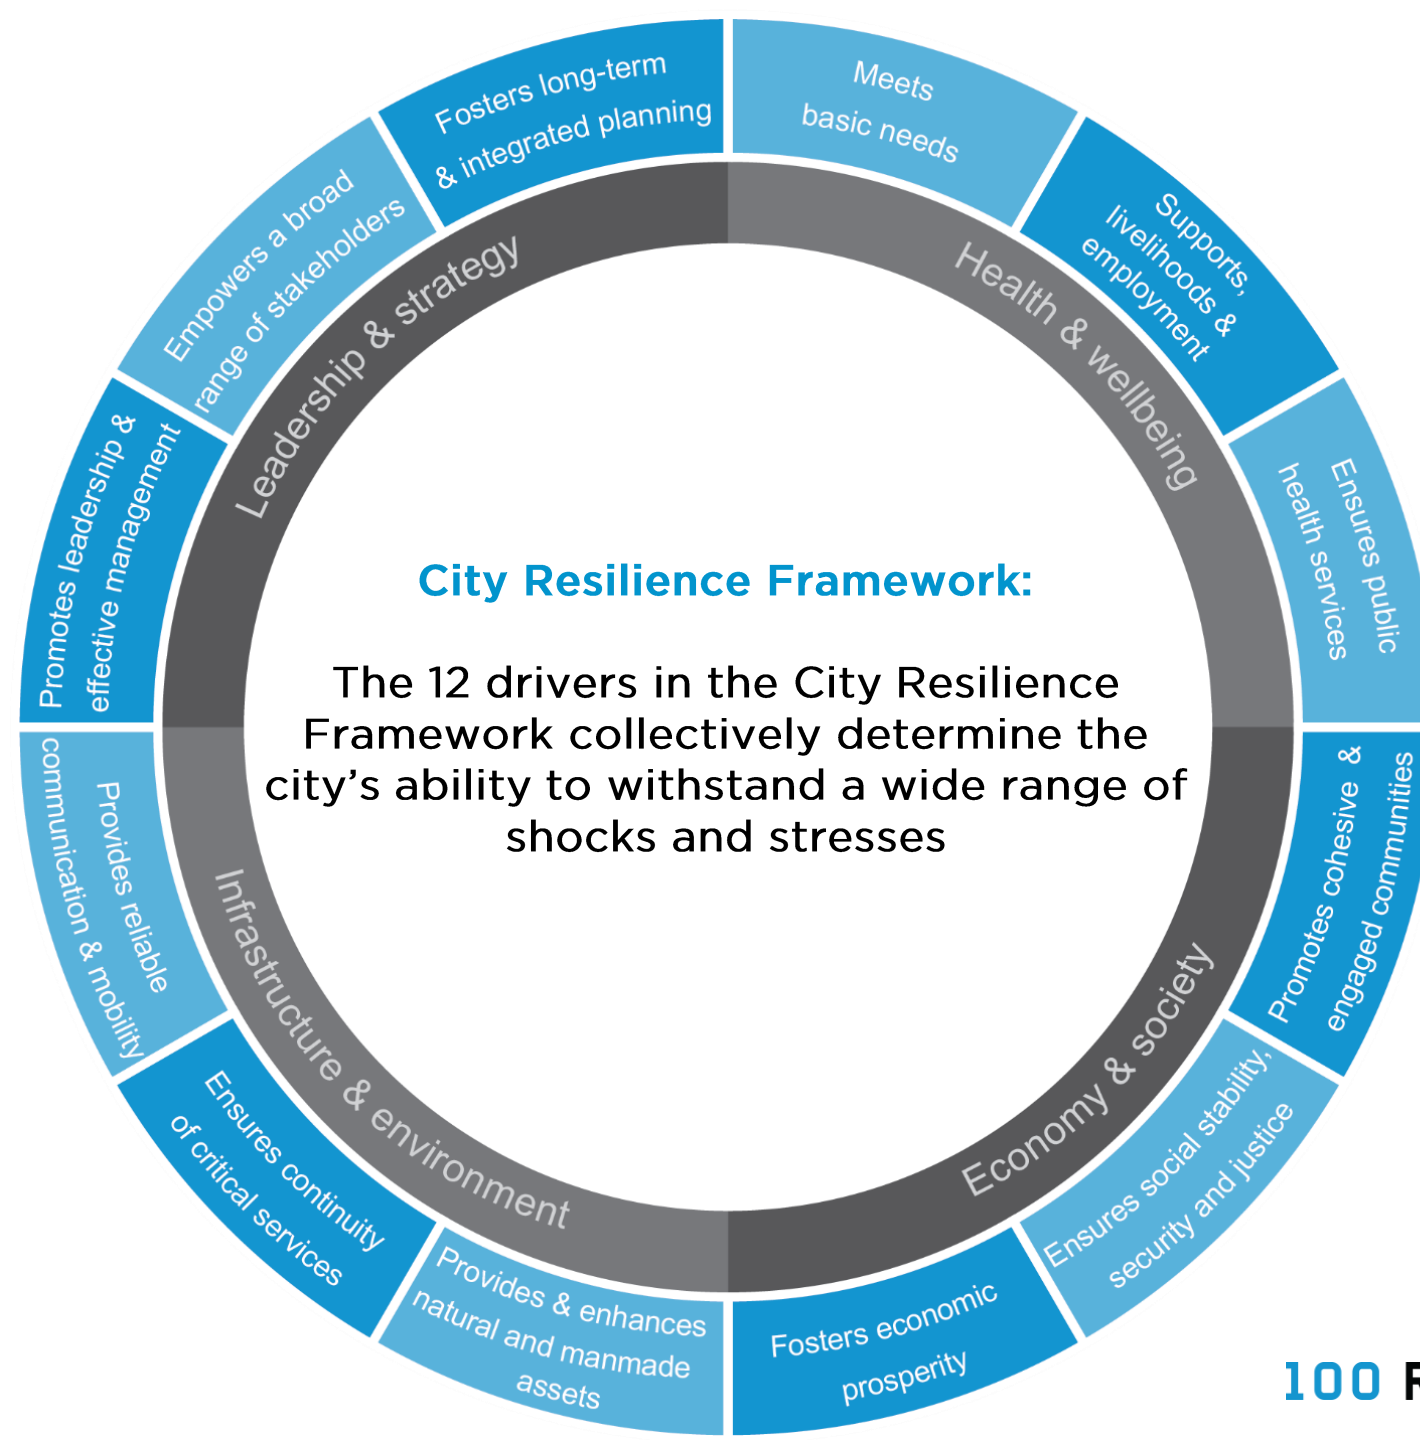 Fosters long-term
& integrated planning
Meets
basic needs
Supports,
livelihoods &
employment
Ensures public
health services
Promotes cohesive &
engaged communities
Ensures social stability,
security and justice
Fosters economic
prosperity
Provides & enhances
natural and manmade
assets
Ensures continuity
of critical services
Provides reliable
communication & mobility
Promotes leadership &
effective management
Empowers a broad
range of stakeholders
Leadership & strategy
Health & wellbeing
Economy & society
Infrastructure & environment
City Resilience Framework:
The 12 drivers in the City Resilience
Framework collectively determine the
city’s ability to withstand a wide range of
shocks and stresses
100